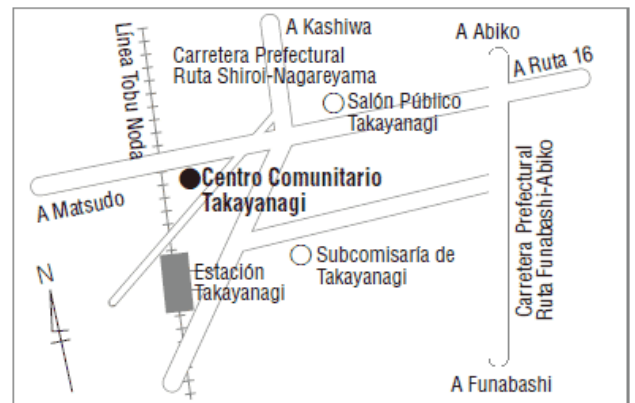 A Kashiwa
A Abiko
Línea Tobu Noda
Carretera Prefectural
Ruta Shiroi-Nagareyama
A Ruta 16
Salón Público
Takayanagi
Centro Comunitario
Takayanagi
A Matsudo
Carretera Prefectural
Ruta Funabashi-Abiko
Subcomisaría de
Takayanagi
Estación
Takayanagi
N
A Funabashi